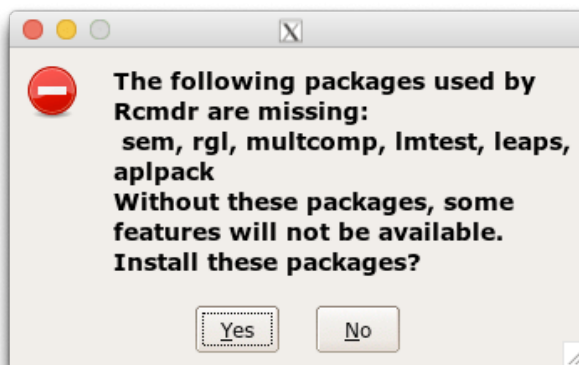 The following packages used by
Rcmdr are missing:
sem, rgl, multcomp, lmtest, leaps,
aplpack
Without these packages, some
features will not be available.
Install these packages?
Yes No